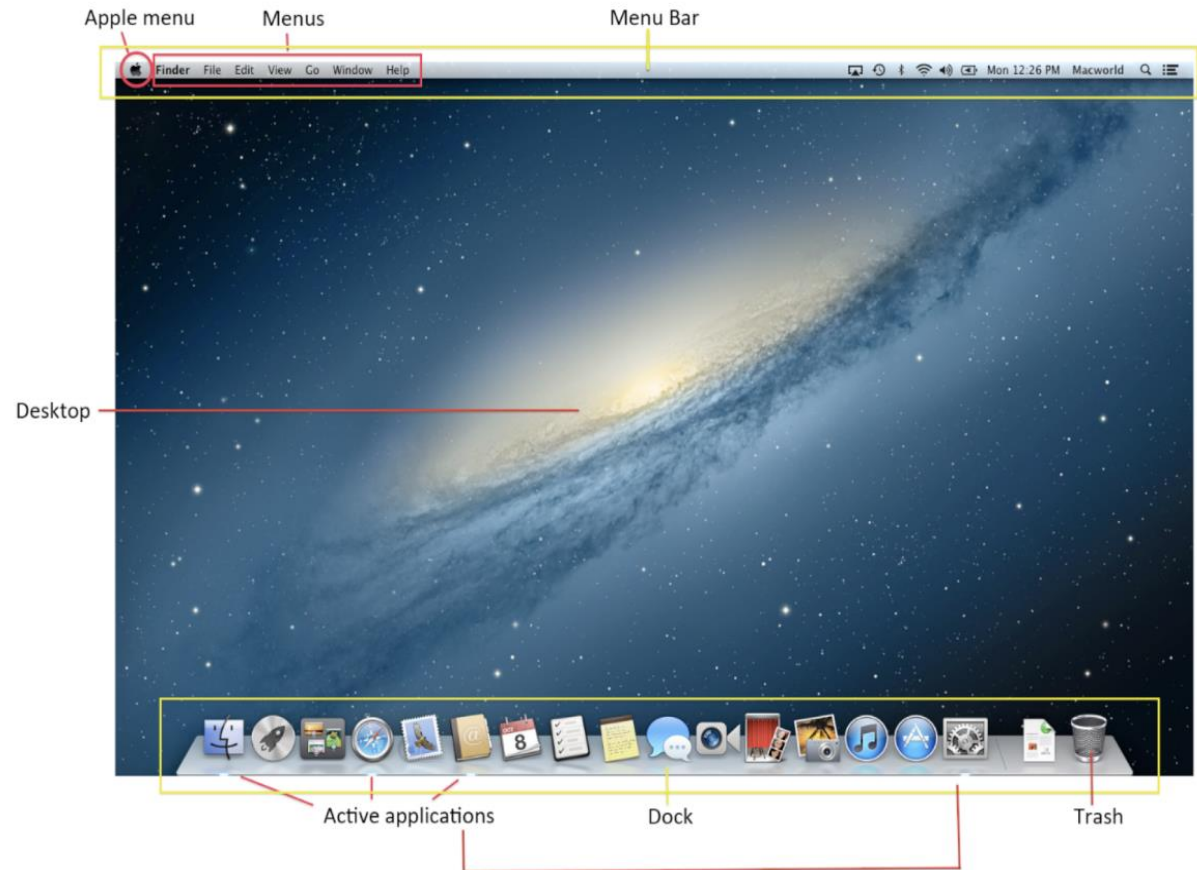 Apple menu Menus Menu Bar
Finder File Edit View Go Window Help Mon 12:26 PM Macworld
Desktop
@
OCT
8
Active applications Dock Trash